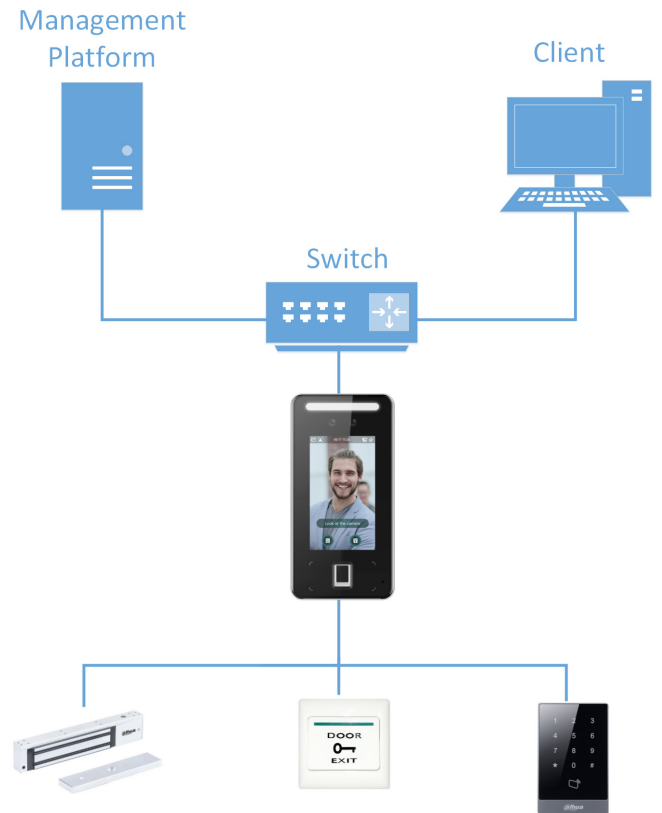 Management
Platform
Client
Switch
Look at the camera
DOOR
EXIT
1 2 3
4 5 6
7 8 9
* 0 #
alhua